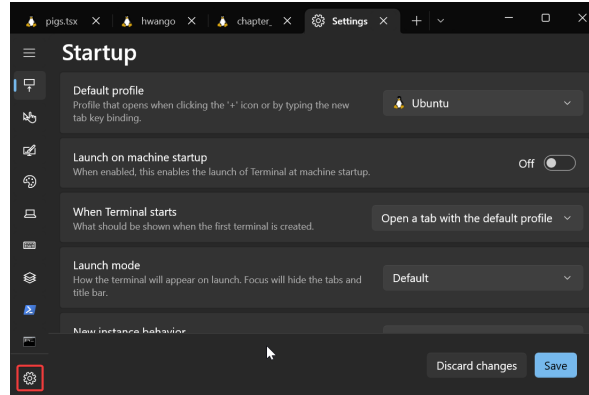 pigs.tsx
hwango
chapter_
Settings
Startup
Default profile
Profile that opens when clicking the '+' icon or by typing the new
tab key binding.
Ubuntu
Launch on machine startup
When enabled, this enables the launch of Terminal at machine startup.
Off
When Terminal starts
What should be shown when the first terminal is created.
Open a tab with the default profile
Launch mode
How the terminal will appear on launch. Focus will hide the tabs and
title bar.
Default
New instance behavior
Discard changes
Save